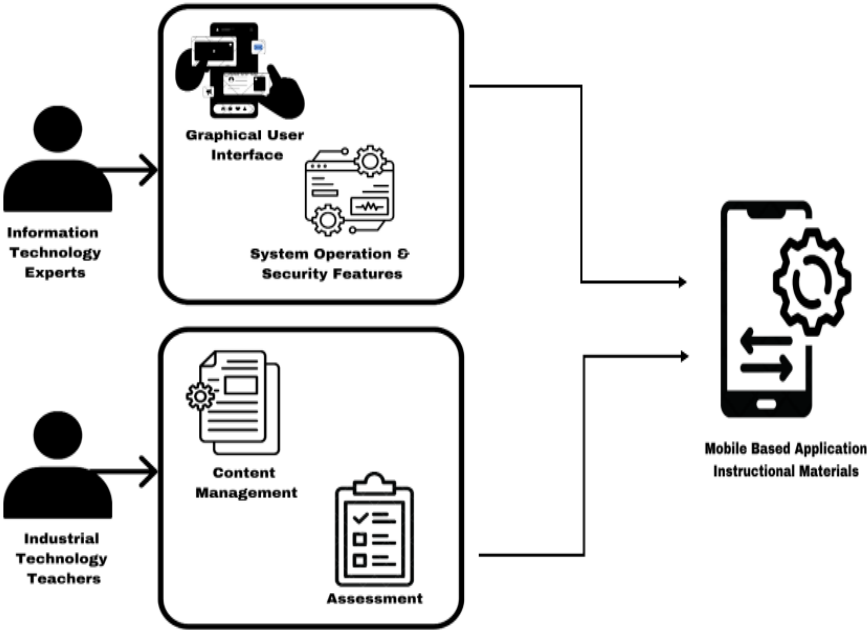 Graphical User
Interface
Information
Technology
Experts
System Operation &
Security Features
Content
Management
Industrial
Technology
Teachers
Assessment
Mobile Based Application
Instructional Materials